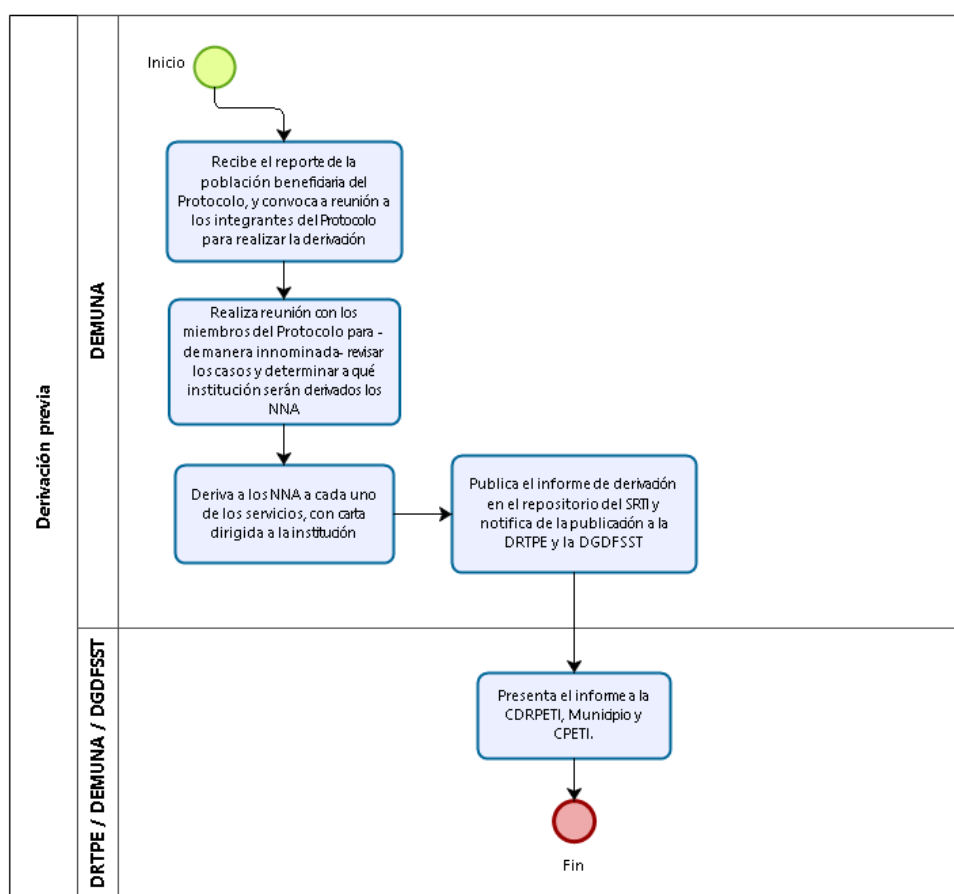 Derivación previa
DEMUNA
Inicio
Recibe el reporte de la
población beneficiaria del
Protocolo, y convoca a reunión a
los integrantes del Protocolo
para realizar la derivación
Realiza reunión con los
miembros del Protocolo para -
de manera innominada- revisar
los casos y determinar a qué
institución serán derivados los
NNA
Deriva a los NNA a cada uno
de los servicios, con carta
dirigida a la institución
Publica el informe de derivación
en el repositorio del SRTI y
notifica de la publicación a la
DRTPE y la DGDFSST
DRTPE / DEMUNA / DGDFSST
Presenta el informe a la
CDRPETI, Municipio y
CPETI.
Fin